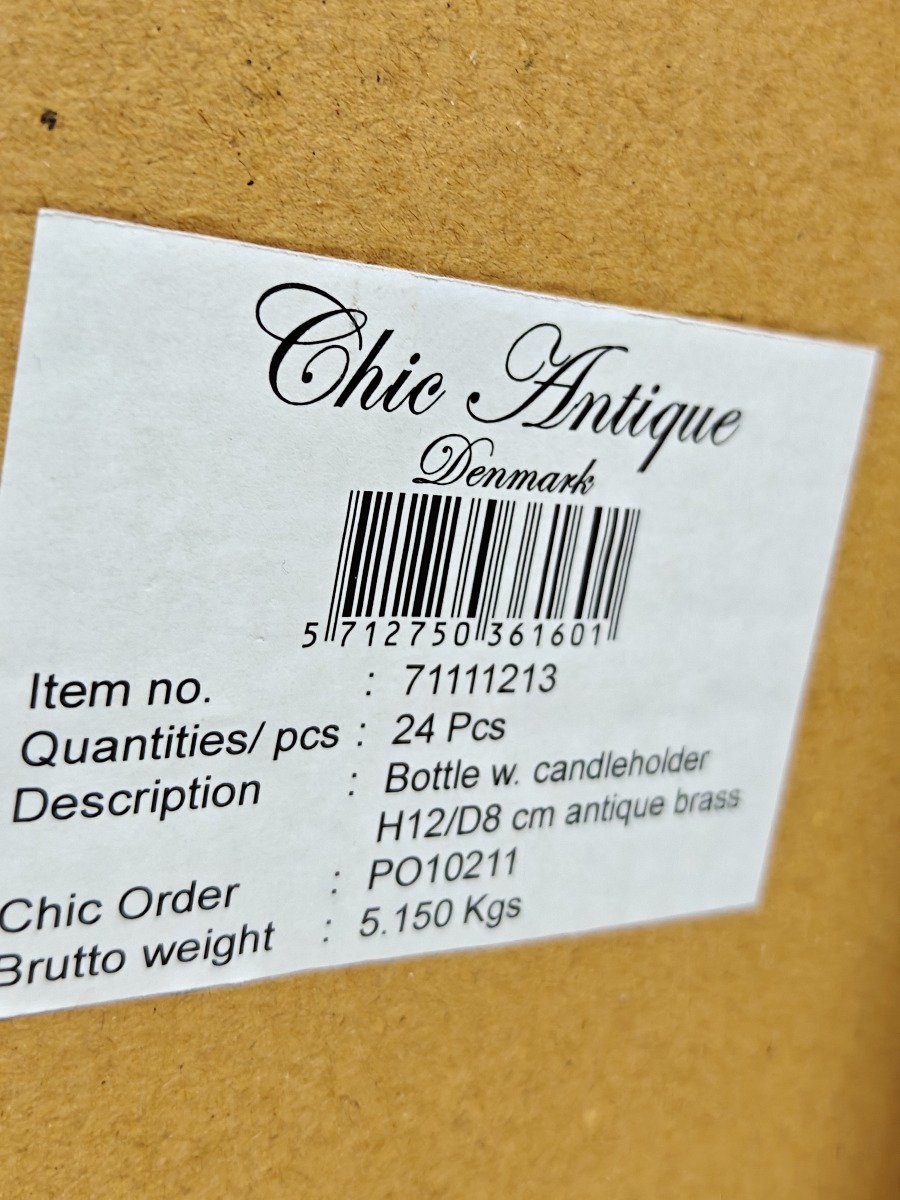 Chic Antique
Denmark
5 712750 361601
Item no. : 71111213
Quantities/ pcs : 24 Pcs
Description : Bottle w. candleholder
H12/D8 cm antique brass
Chic Order : PO10211
Brutto weight : 5.150 Kgs